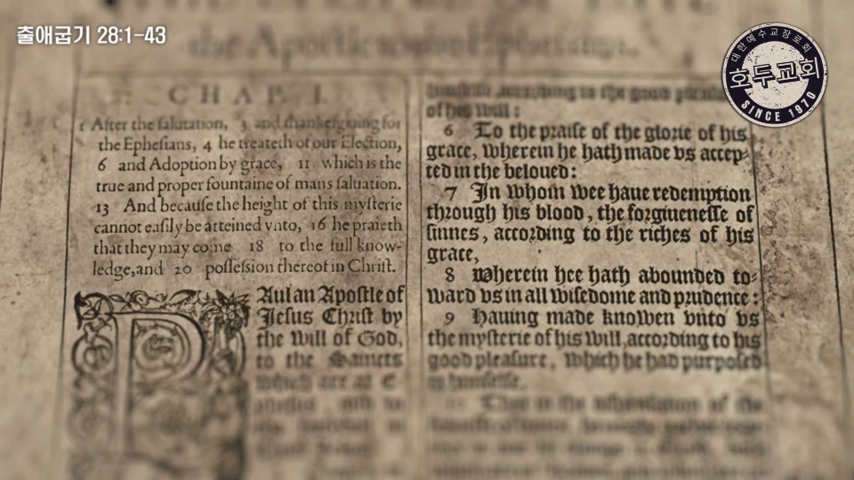 출애굽기 28:1-43
대한예수교장로회
호두교회
SINCE 1970
the Apostle
CHAP. I.
1 After the salutation, 3 and thanksgiuing for
the Ephesians, 4 he treateth of our Election,
6 and Adoption by grace, 11 which is the
true and proper fountaine of mans saluation.
13 And because the height of this mysterie
cannot easily be atteined vnto, 16 he praieth
that they may come 18 to the full know-
ledge, and 20 possession thereof in Christ.
Paul an Apostle of
Jesus Christ by
the will of God,
to the Saincts
which are at
according to the good pleasure
of his will:
6 To the praise of the glorie of his
grace, wherein he hath made vs accep-
ted in the beloued:
7 In whom wee haue redemption
through his blood, the forgiuenesse of
sinnes, according to the riches of his
grace,
8 Wherein hee hath abounded to-
ward vs in all wisedome and prudence:
9 Hauing made knowen vnto vs
the mysterie of his will, according to his
good pleasure, which he had purposed
in himselfe.